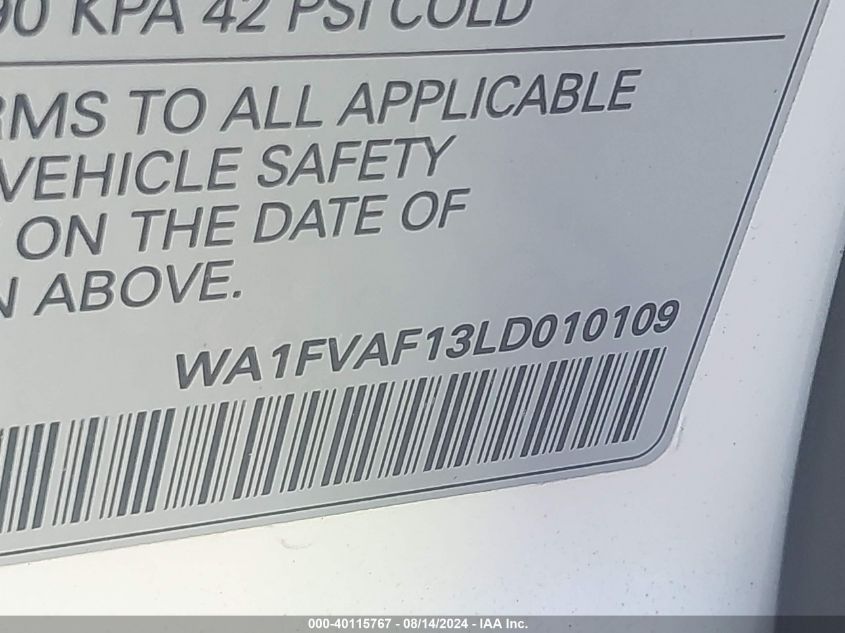 90 KPA 42 PSI COLD
RMS TO ALL APPLICABLE
VEHICLE SAFETY
ON THE DATE OF
N ABOVE.
WA1FVAF13LD010109
000-40115767 - 08/14/2024 - IAA Inc.